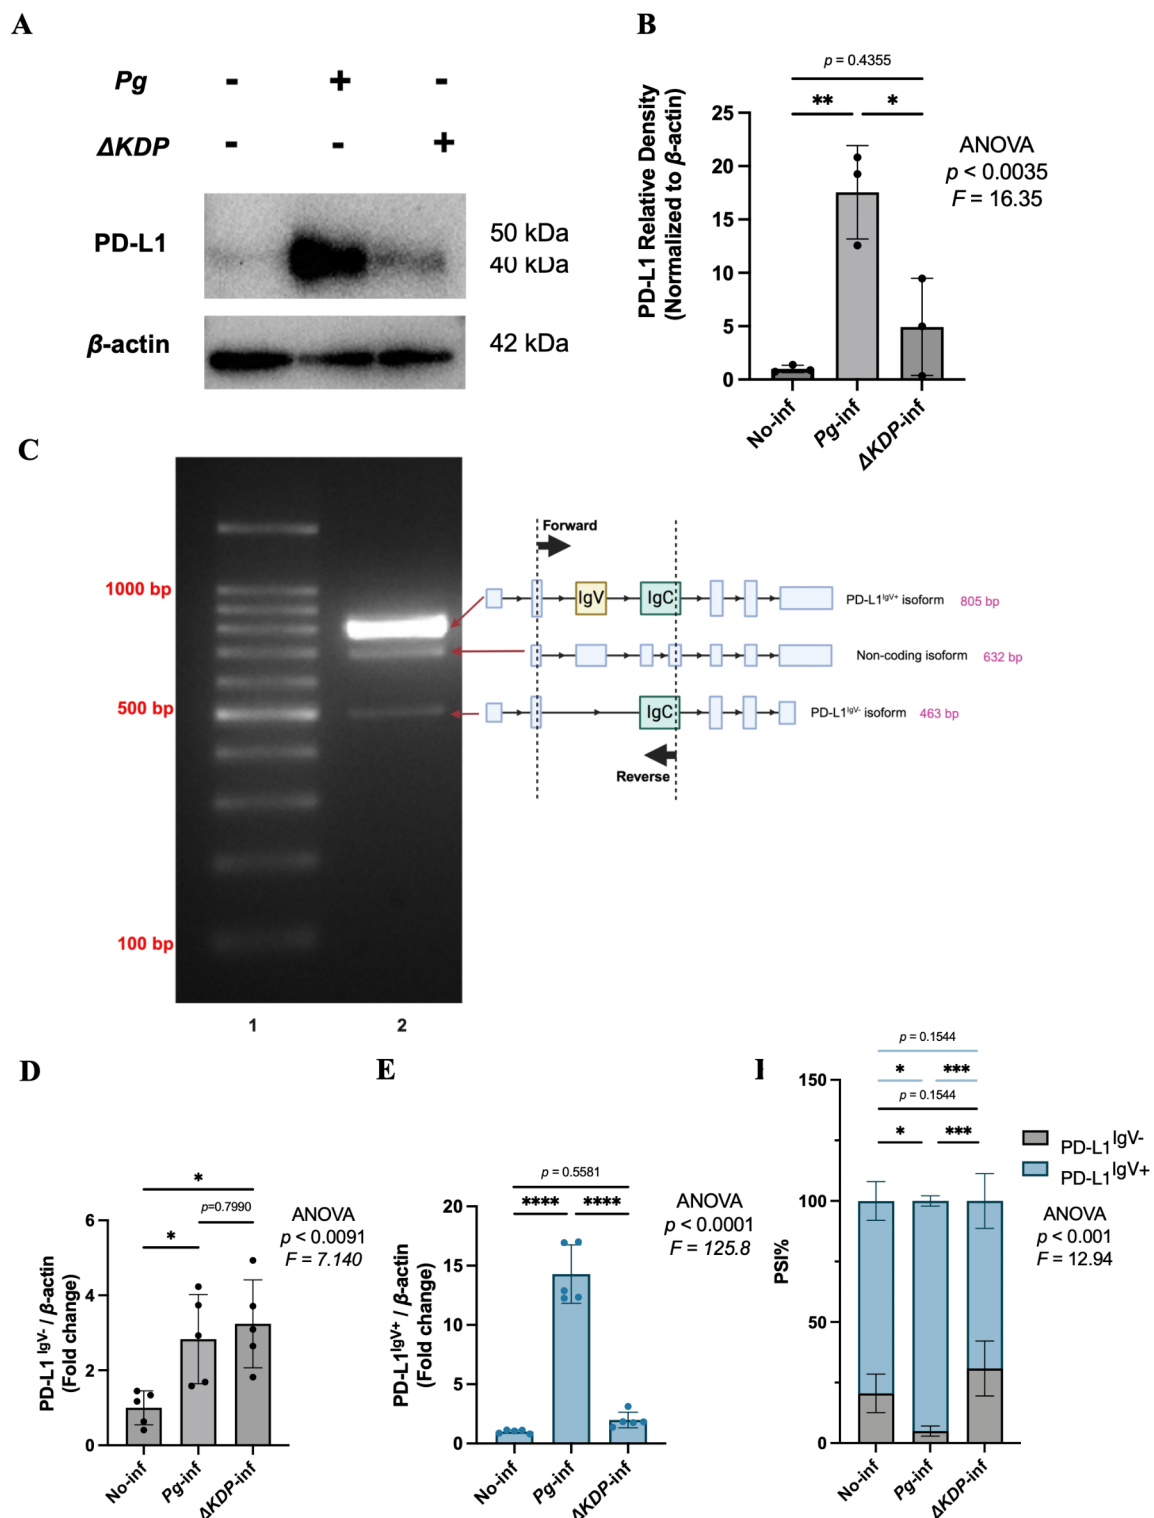 A
Pg - + -
ΔKDP - - +
PD-L1
50 kDa
40 kDa
β-actin
42 kDa
B
p = 0.4355
** *
PD-L1 Relative Density
(Normalized to β-actin)
25
20
15
10
5
0
ANOVA
p < 0.0035
F = 16.35
No-inf
Pg-inf
ΔKDP-inf
C
1000 bp
500 bp
100 bp
1 2
Forward
IgV IgC PD-L1IgV+ isoform 805 bp
Non-coding isoform 632 bp
IgC PD-L1IgV- isoform 463 bp
Reverse
D
*
p=0.7990
*
PD-L1 IgV- / β-actin
(Fold change)
6
4
2
0
ANOVA
p < 0.0091
F = 7.140
No-inf
Pg-inf
ΔKDP-inf
E
p = 0.5581
**** ****
PD-L1IgV+ / β-actin
(Fold change)
20
15
10
5
0
ANOVA
p < 0.0001
F = 125.8
No-inf
Pg-inf
ΔKDP-inf
p = 0.1544
* ***
p = 0.1544
* ***
PSI%
150
100
50
0
PD-L1IgV-
PD-L1IgV+
ANOVA
p < 0.001
F = 12.94
No-inf
Pg-inf
ΔKDP-inf